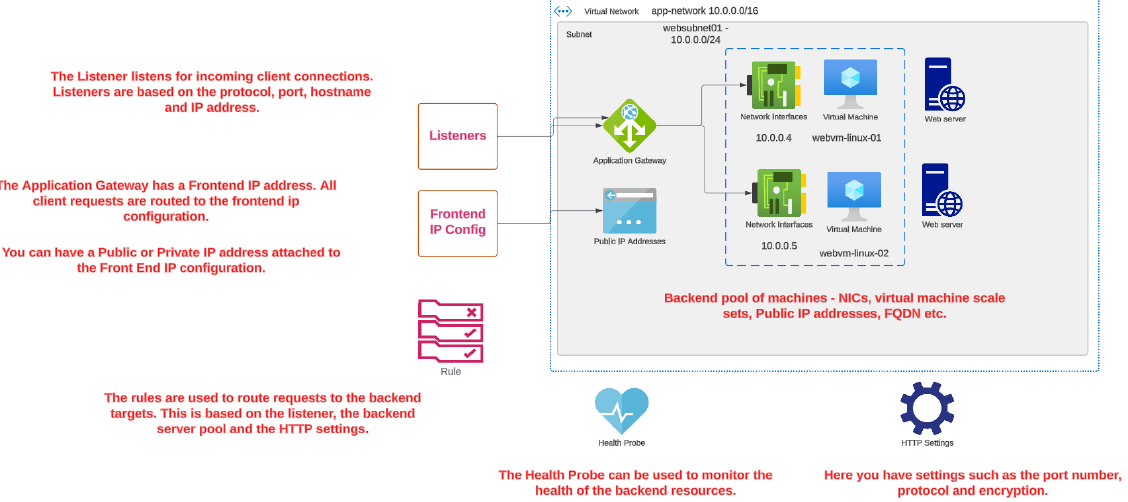 Virtual Network app-network 10.0.0.0/16
Subnet
websubnet01 -
10.0.0.0/24
The Listener listens for incoming client connections.
Listeners are based on the protocol, port, hostname
and IP address.
Listeners
Application Gateway
Network Interfaces
Virtual Machine
Web server
10.0.0.4
webvm-linux-01
The Application Gateway has a Frontend IP address. All
client requests are routed to the frontend ip
configuration.
You can have a Public or Private IP address attached to
the Front End IP configuration.
Frontend
IP Config
Public IP Addresses
Network Interfaces
Virtual Machine
Web server
10.0.0.5
webvm-linux-02
Backend pool of machines - NICs, virtual machine scale
sets, Public IP addresses, FQDN etc.
Rule
The rules are used to route requests to the backend
targets. This is based on the listener, the backend
server pool and the HTTP settings.
Health Probe
The Health Probe can be used to monitor the
health of the backend resources.
HTTP Settings
Here you have settings such as the port number,
protocol and encryption.